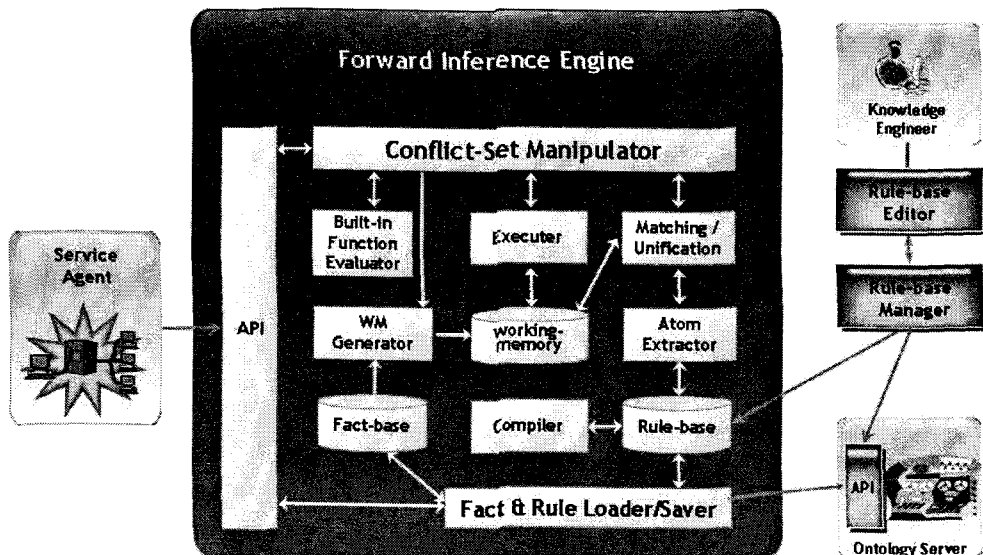 Forward Inference Engine
Knowledge
Engineer
Conflict-Set Manipulator
Rule-base
Editor
Built-in
Function
Evaluator
Executer
Matching /
Unification
Service
Agent
Rule-base
Manager
API
WM
Generator
working-
memory
Atom
Extractor
Fact-base
Compiler
Rule-base
API
Fact & Rule Loader/Saver
Ontology Server